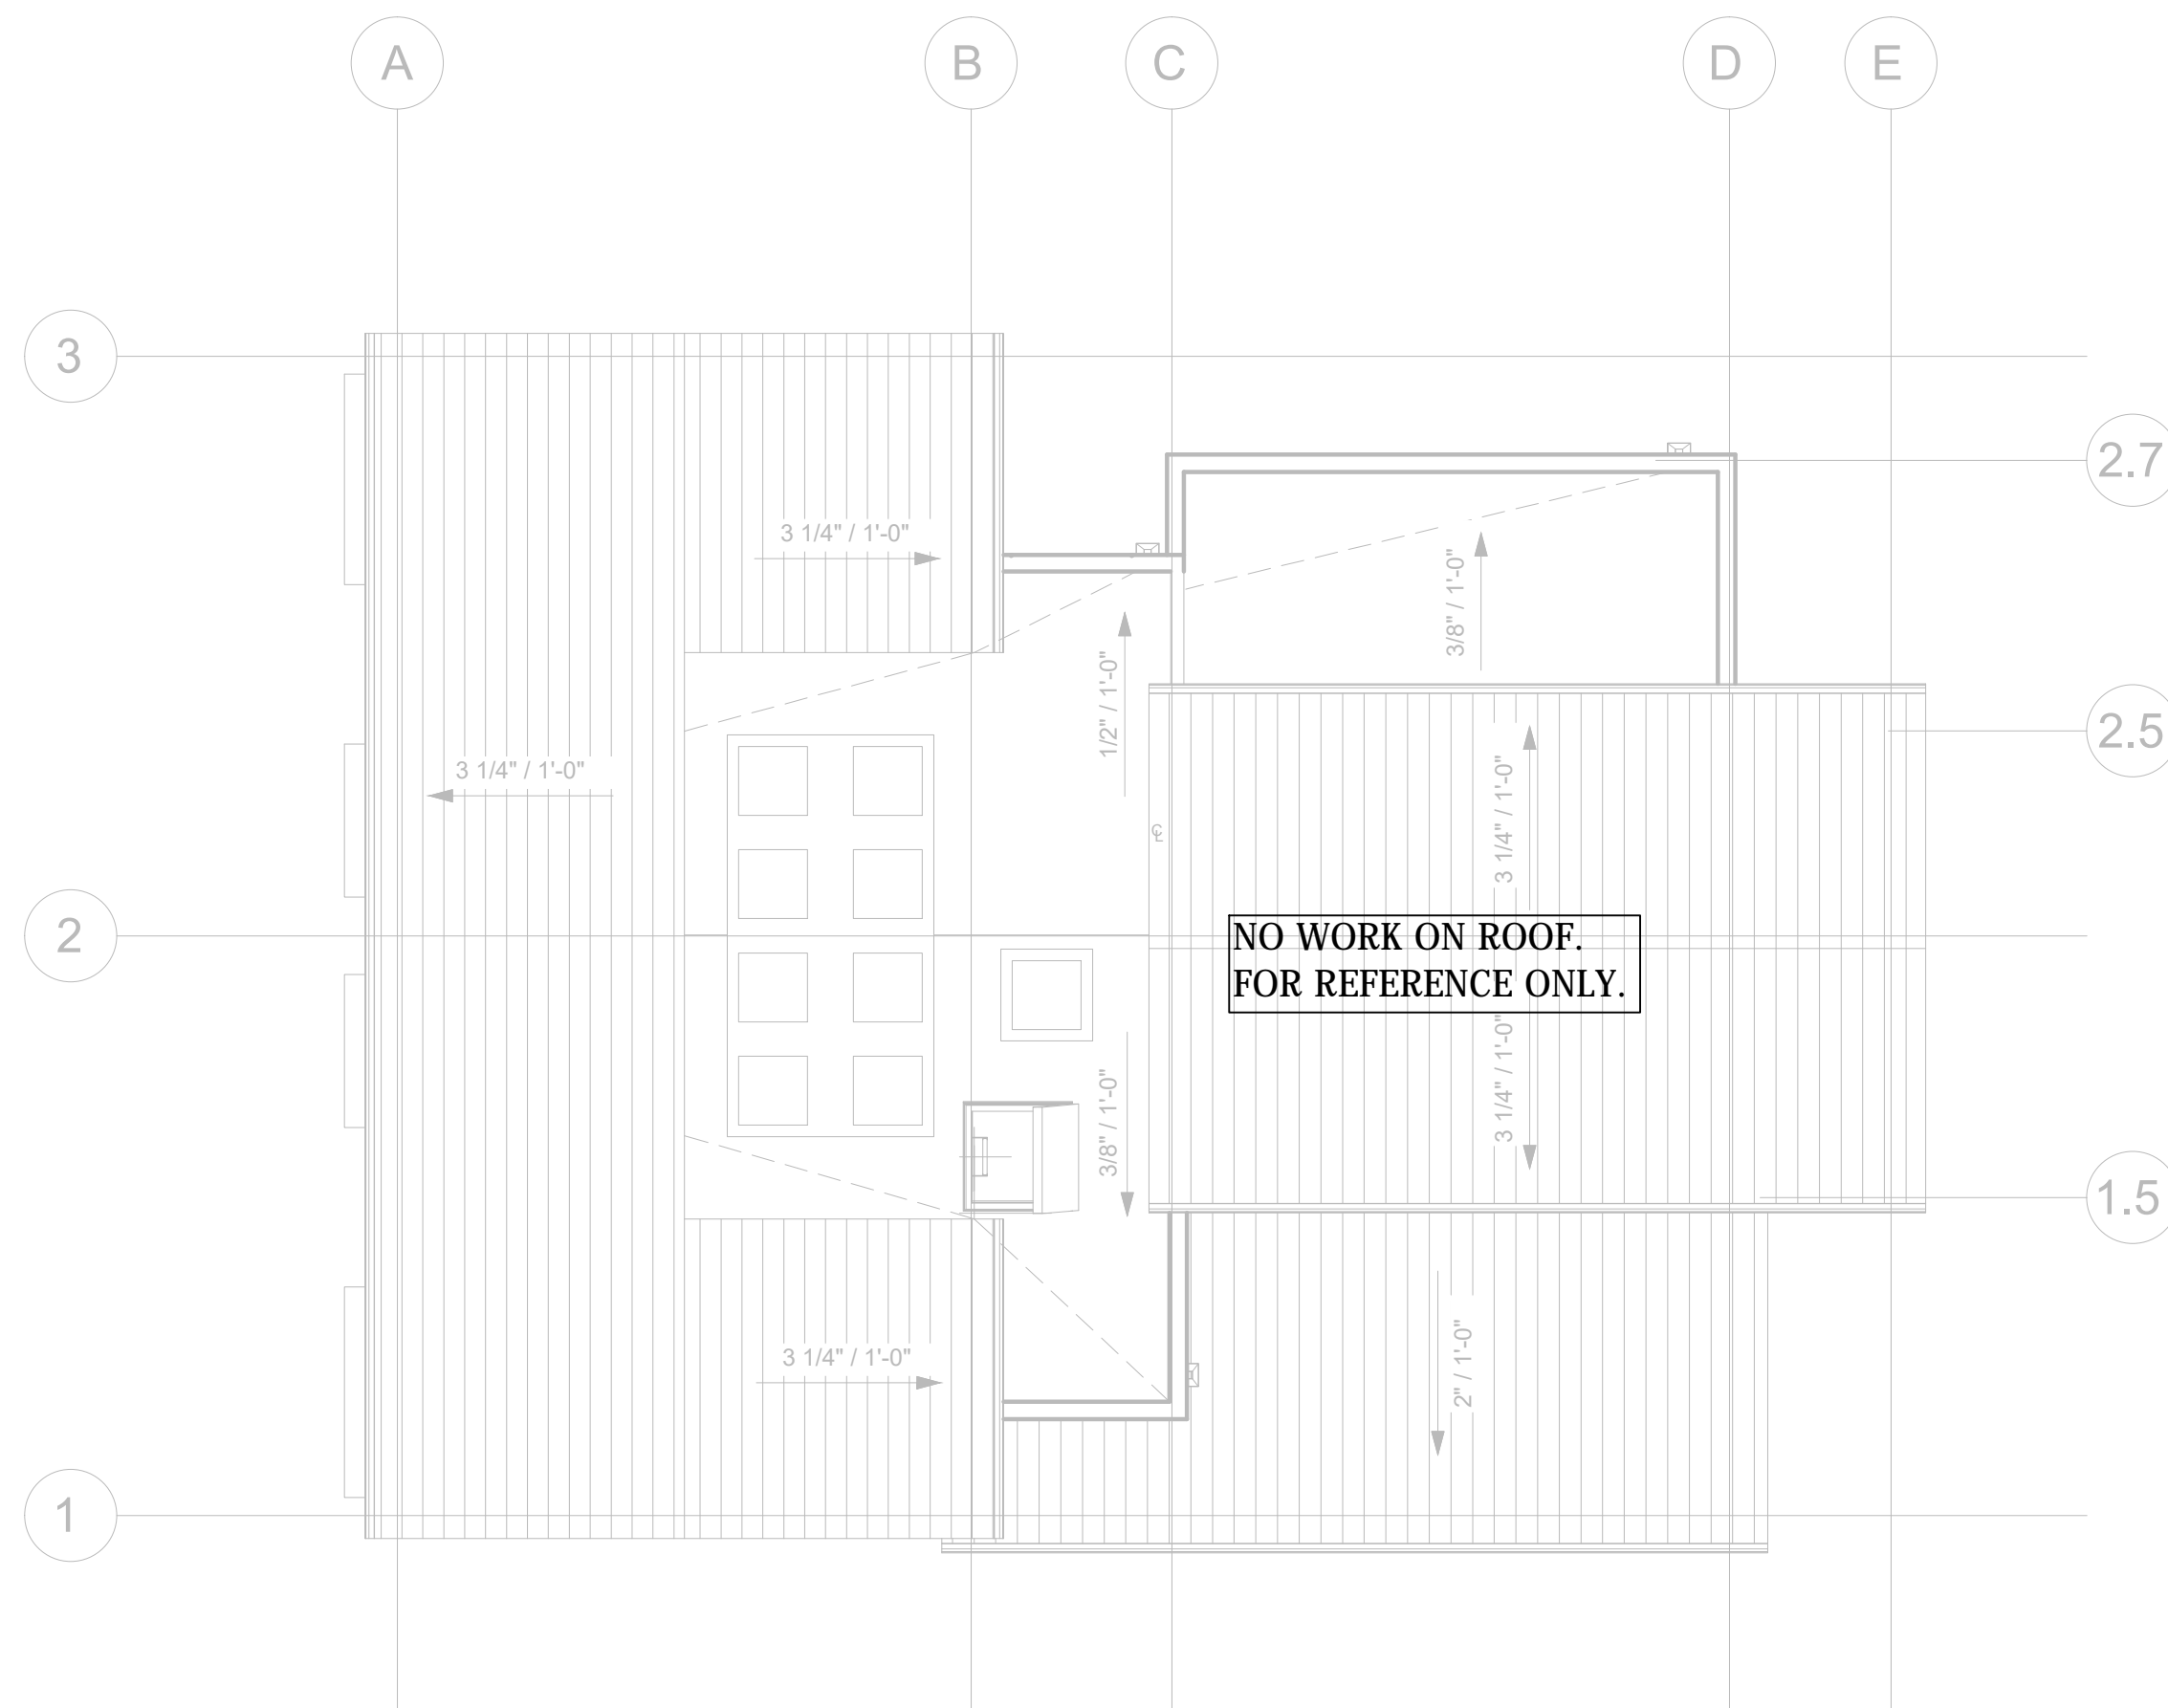 A
B
C
D
E
3
2.7
3 1/4" / 1'-0"
3/8" / 1'-0"
1/2" / 1'-0"
2.5
3 1/4" / 1'-0"
3 1/4" / 1'-0"
℄
2
NO WORK ON ROOF.
FOR REFERENCE ONLY.
3 1/4" / 1'-0"
3/8" / 1'-0"
1.5
3 1/4" / 1'-0"
2" / 1'-0"
1